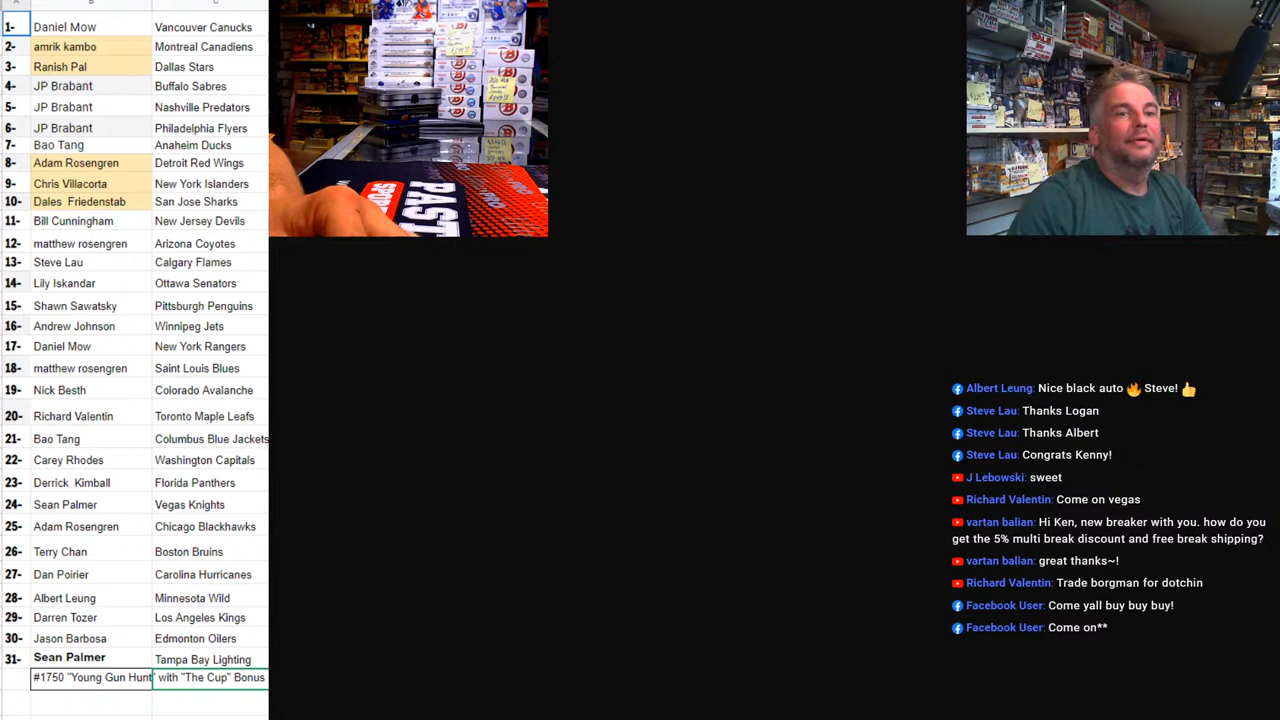 A B C
1- Daniel Mow Vancouver Canucks
2- amrik kambo Montreal Canadiens
3- Ranish Pal Dallas Stars
4- JP Brabant Buffalo Sabres
5- JP Brabant Nashville Predators
6- JP Brabant Philadelphia Flyers
7- Bao Tang Anaheim Ducks
8- Adam Rosengren Detroit Red Wings
9- Chris Villacorta New York Islanders
10- Dales Friedenstab San Jose Sharks
11- Bill Cunningham New Jersey Devils
12- matthew rosengren Arizona Coyotes
13- Steve Lau Calgary Flames
14- Lily Iskandar Ottawa Senators
15- Shawn Sawatsky Pittsburgh Penguins
16- Andrew Johnson Winnipeg Jets
17- Daniel Mow New York Rangers
18- matthew rosengren Saint Louis Blues
19- Nick Besth Colorado Avalanche
20- Richard Valentin Toronto Maple Leafs
21- Bao Tang Columbus Blue Jackets
22- Carey Rhodes Washington Capitals
23- Derrick Kimball Florida Panthers
24- Sean Palmer Vegas Knights
25- Adam Rosengren Chicago Blackhawks
26- Terry Chan Boston Bruins
27- Dan Poirier Carolina Hurricanes
28- Albert Leung Minnesota Wild
29- Darren Tozer Los Angeles Kings
30- Jason Barbosa Edmonton Oilers
31- Sean Palmer Tampa Bay Lighting
#1750 "Young Gun Hunt" with "The Cup" Bonus
PAST
SPO
PRO
Albert Leung: Nice black auto 🔥 Steve! 👍
Steve Lau: Thanks Logan
Steve Lau: Thanks Albert
Steve Lau: Congrats Kenny!
J Lebowski: sweet
Richard Valentin: Come on vegas
vartan balian: Hi Ken, new breaker with you. how do you
get the 5% multi break discount and free break shipping?
vartan balian: great thanks~!
Richard Valentin: Trade borgman for dotchin
Facebook User: Come yall buy buy buy!
Facebook User: Come on**